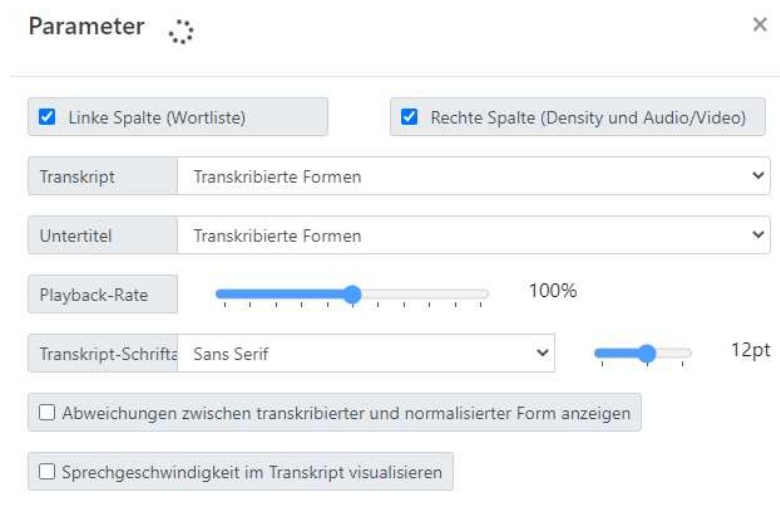 Parameter ×
Linke Spalte (Wortliste) Rechte Spalte (Density und Audio/Video)
Transkript Transkribierte Formen
Untertitel Transkribierte Formen
Playback-Rate 100%
Transkript-Schrifta Sans Serif 12pt
Abweichungen zwischen transkribierter und normalisierter Form anzeigen
Sprechgeschwindigkeit im Transkript visualisieren